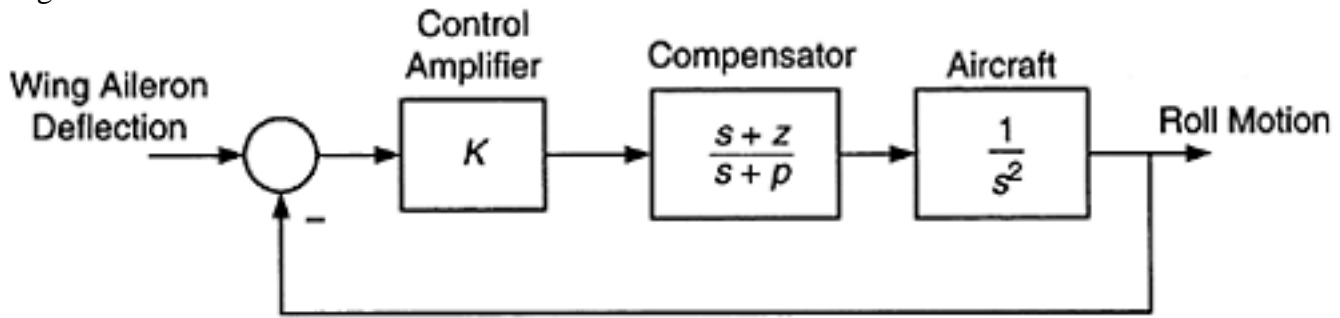 Control
Amplifier
Compensator
Aircraft
Wing Aileron
Deflection
Roll Motion
K
s + z
s + p
1
s²
–